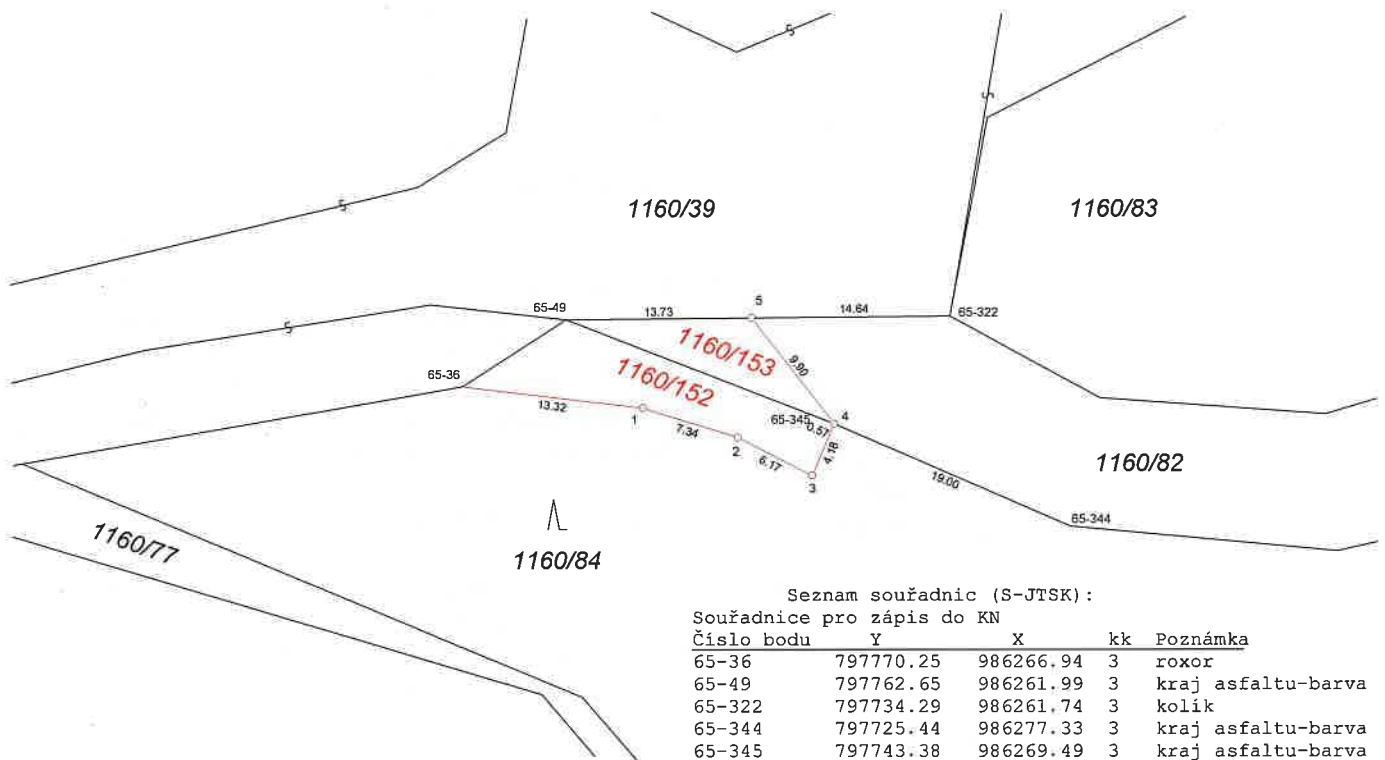 S
S
1160/39
1160/83
S
65-49
13.73
5
14.64
65-322
S
1160/153
9.90
65-36
1160/152
13.32
1
7.34
2
6.17
3
65-345
0.57
4
4.18
1160/82
19.00
65-344
1160/77
1160/84
Seznam souřadnic (S-JTSK):
Souřadnice pro zápis do KN
Číslo bodu Y X kk Poznámka
65-36 797770.25 986266.94 3 roxor
65-49 797762.65 986261.99 3 kraj asfaltu-barva
65-322 797734.29 986261.74 3 kolík
65-344 797725.44 986277.33 3 kraj asfaltu-barva
65-345 797743.38 986269.49 3 kraj asfaltu-barva